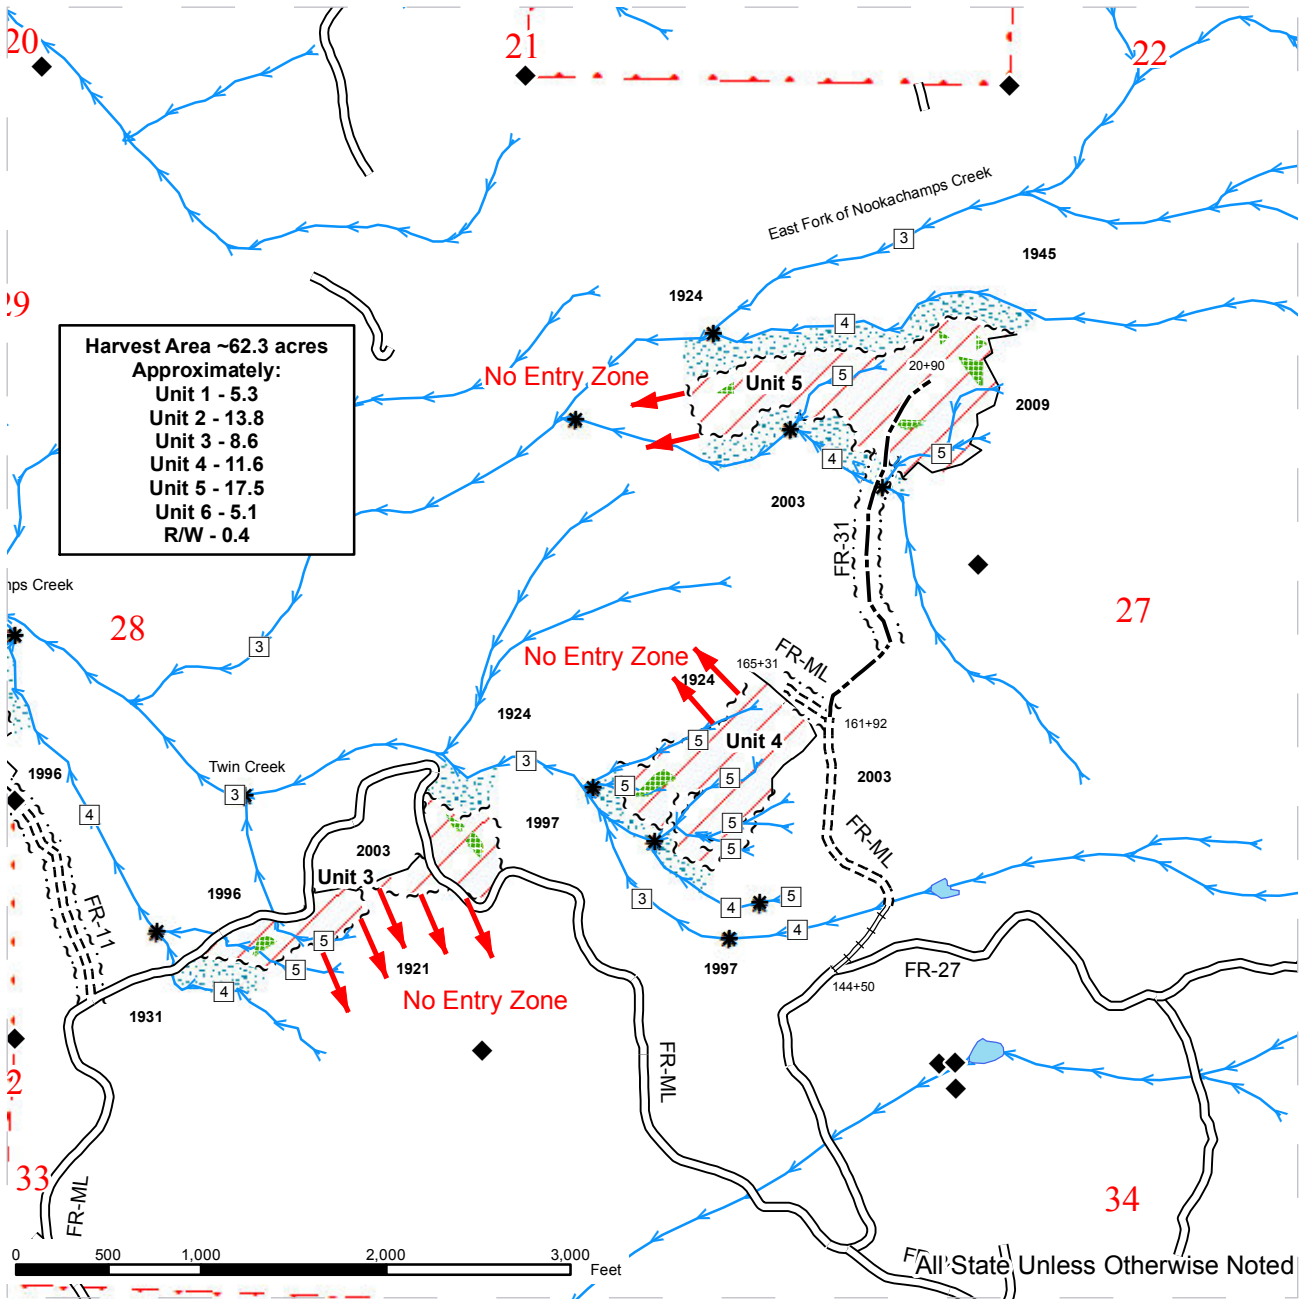 20
21
22
East Fork of Nookachamps Creek
3
1945
29
1924
4
Harvest Area ~62.3 acres
Approximately:
Unit 1 - 5.3
Unit 2 - 13.8
Unit 3 - 8.6
Unit 4 - 11.6
Unit 5 - 17.5
Unit 6 - 5.1
R/W - 0.4
No Entry Zone
Unit 5
5
20+90
2009
4
5
2003
FR-31
mps Creek
28
3
27
No Entry Zone
1924
165+31
FR-ML
1924
161+92
5
Unit 4
3
Twin Creek
1996
3
5
5
2003
4
1997
5
5
FR-ML
2003
Unit 3
1996
3
4
5
4
FR-11
5
5
1921
1997
FR-27
4
144+50
No Entry Zone
1931
FR-ML
2
33
34
FR-ML
0
500
1,000
2,000
3,000
Feet
All State Unless Otherwise Noted